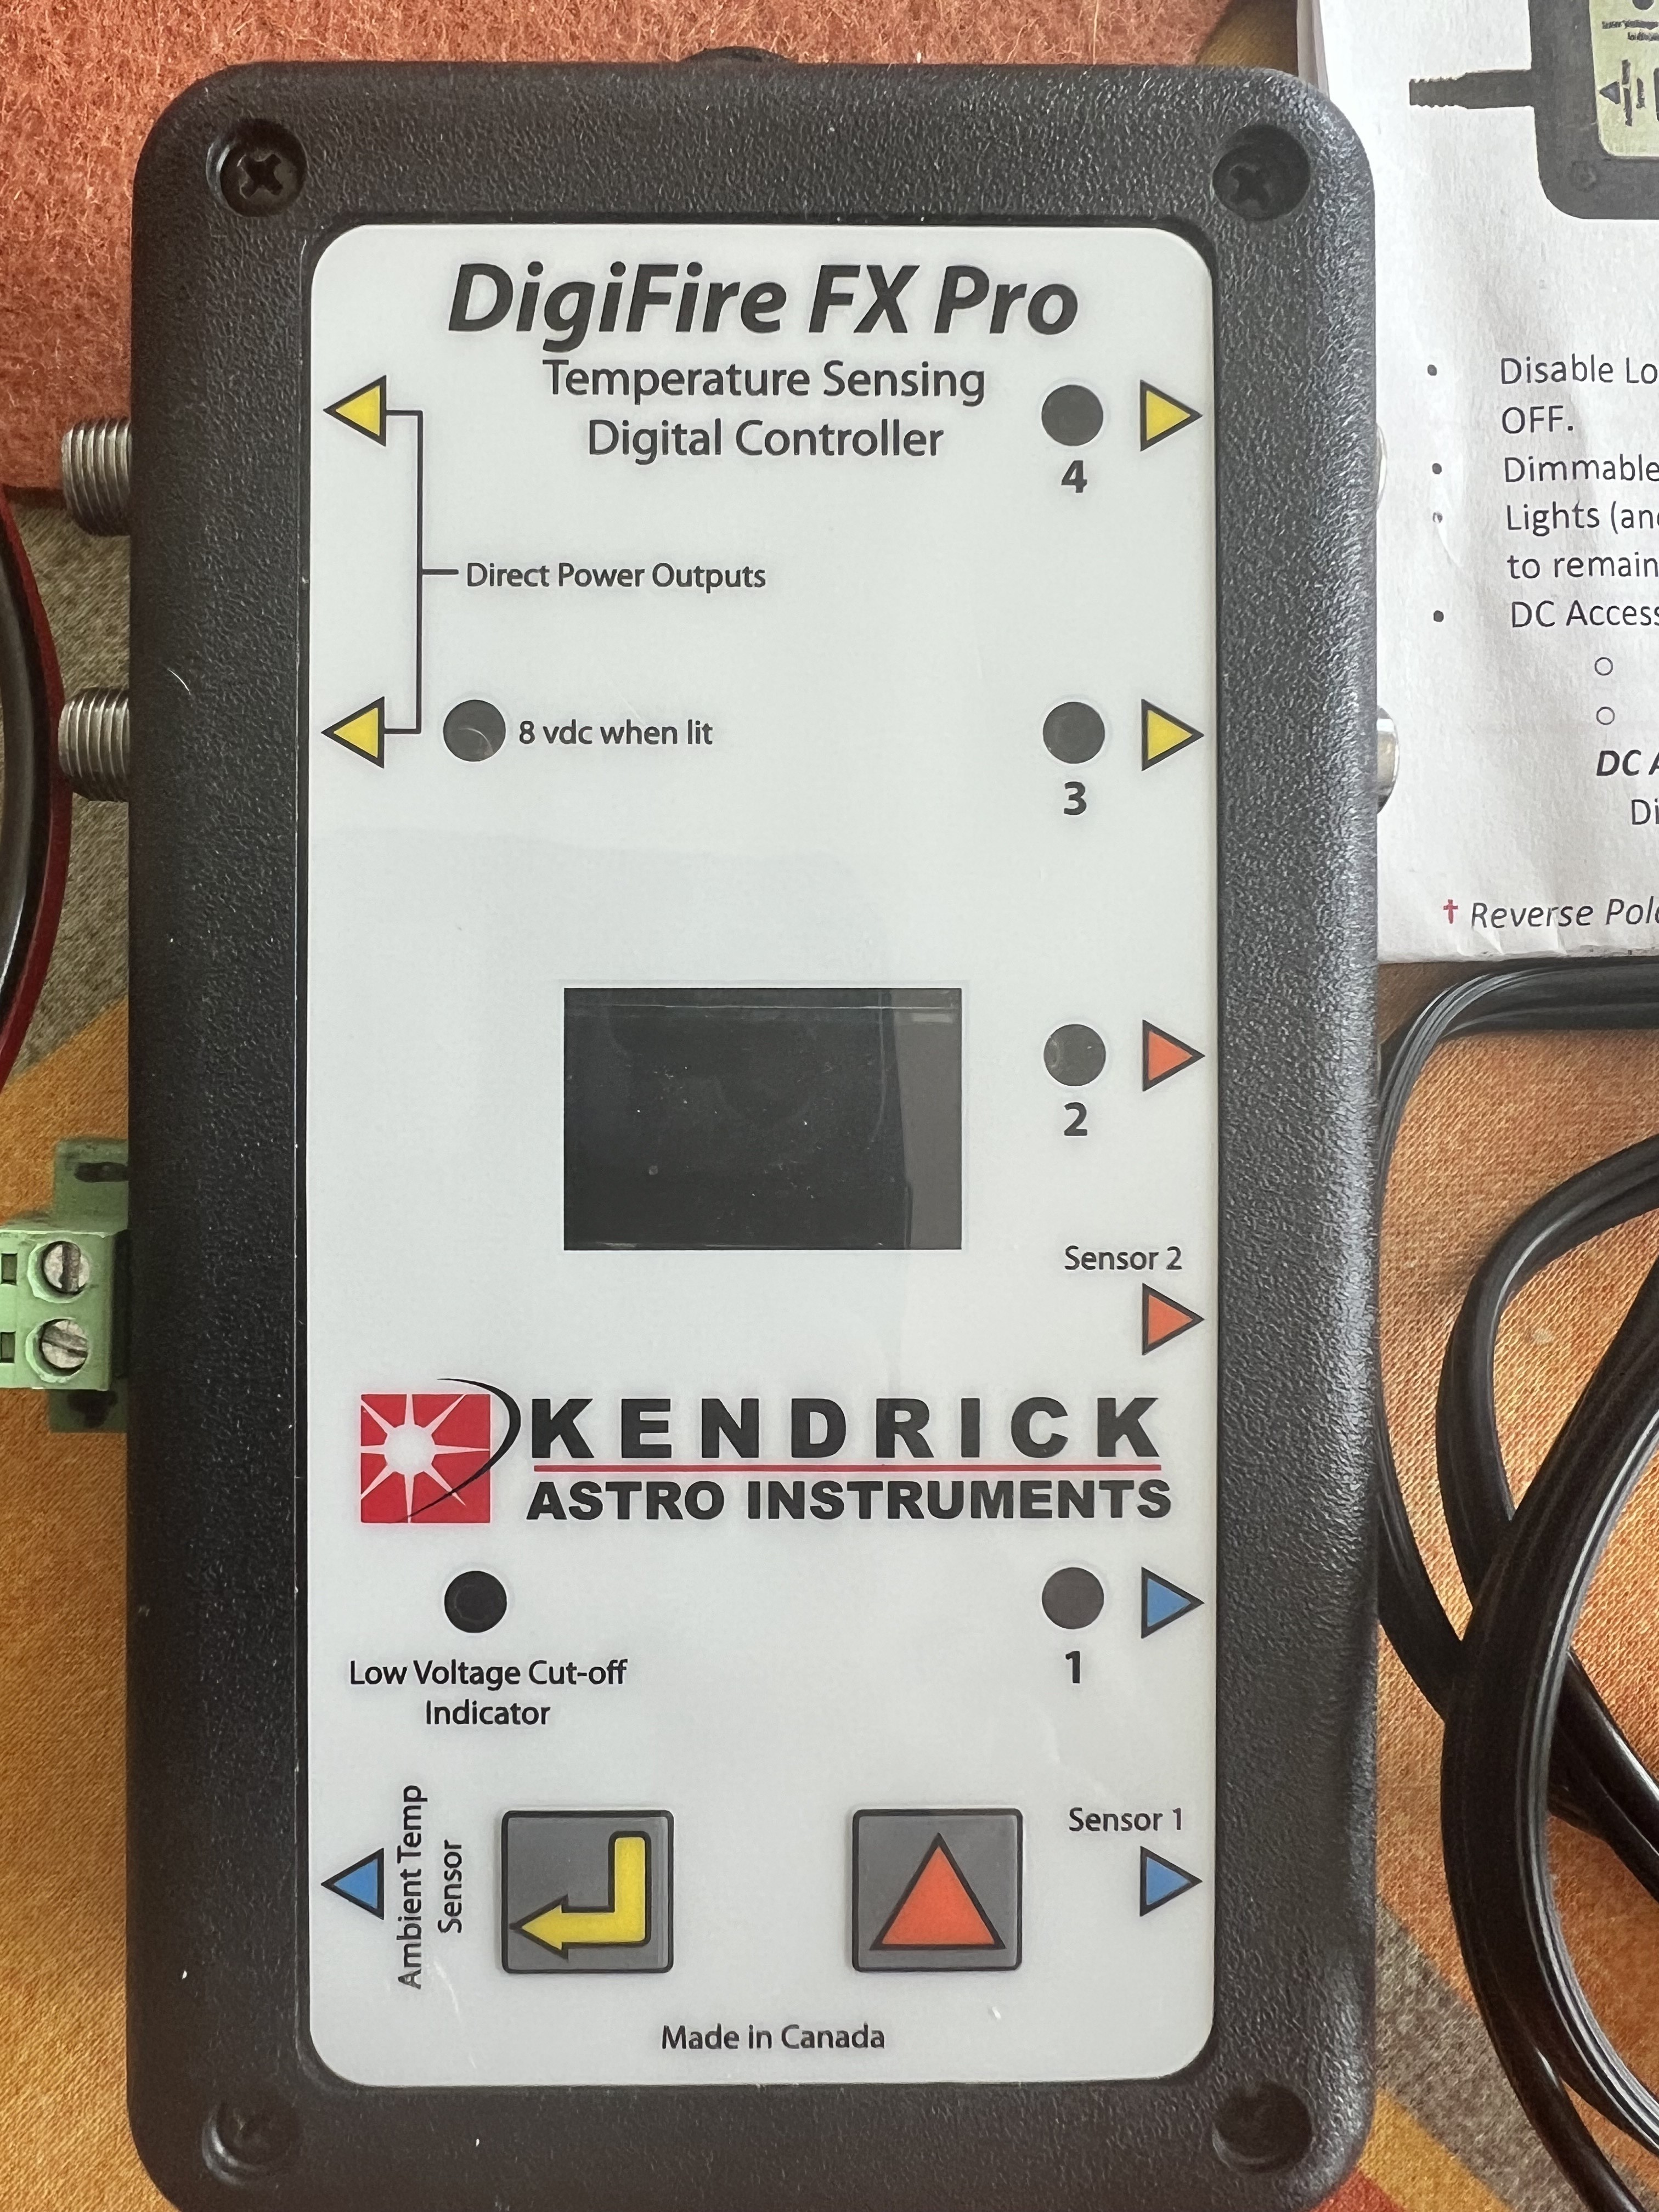 DigiFire FX Pro
Temperature Sensing
Digital Controller
4
Direct Power Outputs
8 vdc when lit
3
2
Sensor 2
KENDRICK
ASTRO INSTRUMENTS
1
Low Voltage Cut-off
Indicator
Sensor 1
Ambient Temp
Sensor
Made in Canada
• Disable Lo
OFF.
• Dimmable
• Lights (an
to remain
• DC Access
○
○
DC
Di
† Reverse Pol